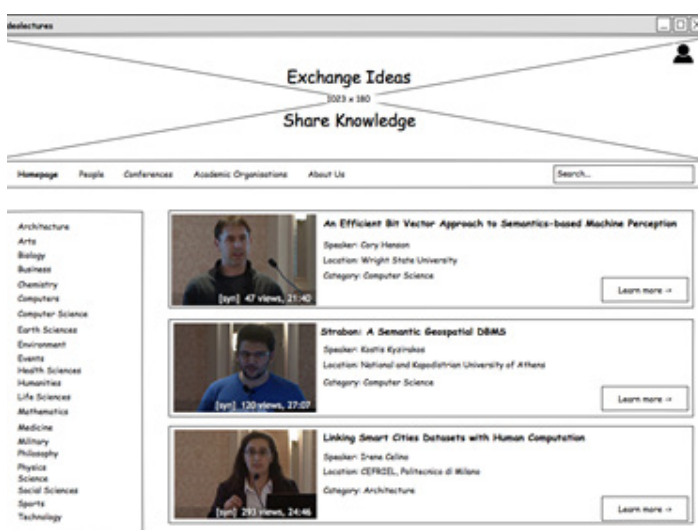 deolectures
Exchange Ideas
1023 x 180
Share Knowledge
Homepage People Conferences Academic Organisations About Us Search...
Architecture
Arts
Biology
Business
Chemistry
Computers
Computer Science
Earth Sciences
Environment
Events
Health Sciences
Humanities
Life Sciences
Mathematics
Medicine
Military
Philosophy
Physics
Science
Social Sciences
Sports
Technology
An Efficient Bit Vector Approach to Semantics-based Machine Perception
Speaker: Cory Henson
Location: Wright State University
Category: Computer Science
[syn] 47 views, 21:40
Learn more ->
Strabon: A Semantic Geospatial DBMS
Speaker: Kostis Kyzirakos
Location: National and Kapodistrian University of Athens
Category: Computer Science
[syn] 120 views, 27:07
Learn more ->
Linking Smart Cities Datasets with Human Computation
Speaker: Irene Celino
Location: CEFRIEL, Politecnico di Milano
Category: Architecture
[syn] 293 views, 24:46
Learn more ->